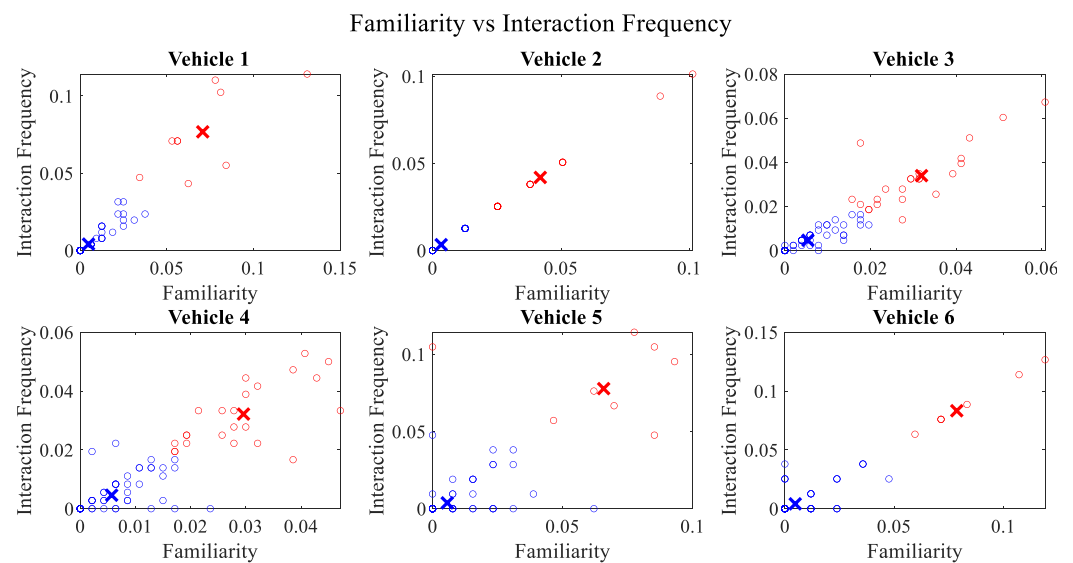 Familiarity vs Interaction Frequency
Vehicle 1
Interaction Frequency
0.1
0.05
0
0 0.05 0.1 0.15
Familiarity
Vehicle 2
Interaction Frequency
0.1
0.05
0
0 0.05 0.1
Familiarity
Vehicle 3
Interaction Frequency
0.08
0.06
0.04
0.02
0
0 0.02 0.04 0.06
Familiarity
Vehicle 4
Interaction Frequency
0.06
0.04
0.02
0
0 0.01 0.02 0.03 0.04
Familiarity
Vehicle 5
Interaction Frequency
0.1
0.05
0
0 0.05 0.1
Familiarity
Vehicle 6
Interaction Frequency
0.15
0.1
0.05
0
0 0.05 0.1
Familiarity